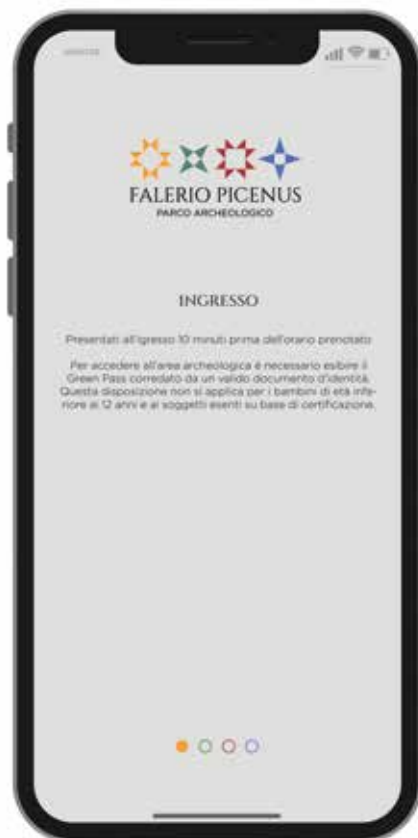 FALERIO PICENUS
PARCO ARCHEOLOGICO
INGRESSO
Presentati all'igresso 10 minuti prima dell'orario prenotato
Per accedere all'area archeologica è necessario esibire il
Green Pass corredato da un valido documento d'identità.
Questa disposizione non si applica per i bambini di età infe-
riore ai 12 anni e ai soggetti esenti su base di certificazione.